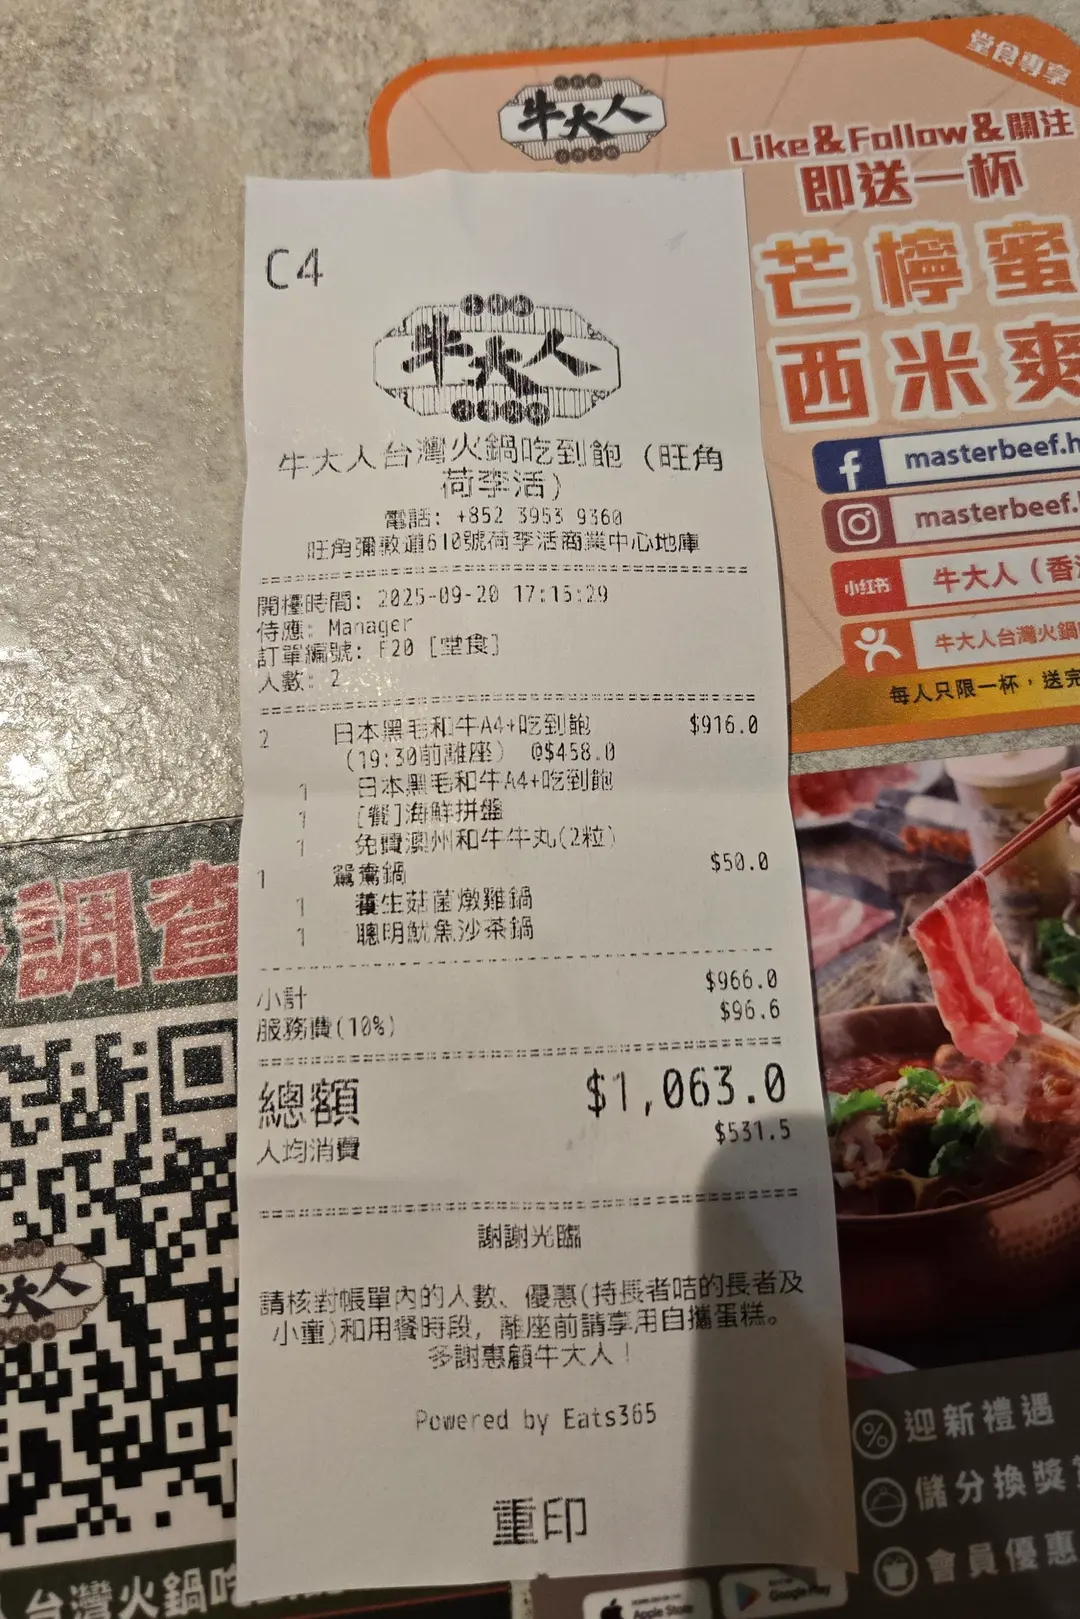 堂食專享
牛大人
Like&Follow&關注
即送一杯
芒檸蜜
西米爽
masterbeef.h
masterbeef.
小红书
牛大人（香
牛大人台灣火鍋
每人只限一杯，送完
C4
牛大人
牛大人台灣火鍋吃到飽（旺角
荷李活）
電話: +852 3953 9360
旺角彌敦道610號荷李活商業中心地庫
開檯時間: 2025-09-20 17:15:29
侍應: Manager
訂單編號: F20 [堂食]
人數: 2
2 日本黑毛和牛A4+吃到飽 $916.0
(19:30前離座) @$458.0
1 日本黑毛和牛A4+吃到飽
1 [餐]海鮮拼盤
1 免費澳州和牛牛丸(2粒)
1 鴛鴦鍋 $50.0
1 養生菇菌燉雞鍋
1 聰明魷魚沙茶鍋
小計 $966.0
服務費(10%) $96.6
總額 $1,063.0
人均消費 $531.5
謝謝光臨
請核對帳單內的人數、優惠(持長者咭的長者及
小童)和用餐時段, 離座前請享用自攜蛋糕。
多謝惠顧牛大人！
Powered by Eats365
重印
調查
大人
台灣火鍋吃
迎新禮遇
儲分換獎
會員優惠
Apple Store
Google Play